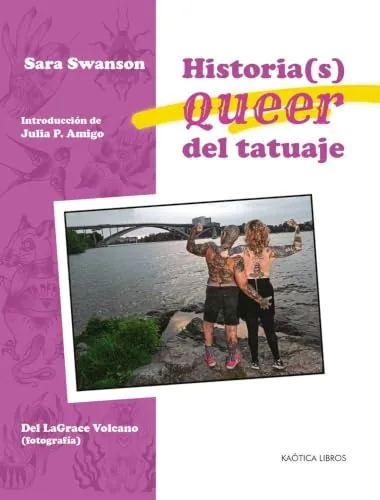 Sara Swanson
Introducción de
Julia P. Amigo
Historia(s)
Queer
del tatuaje
Del LaGrace Volcano
(fotografía)
KAÓTICA LIBROS